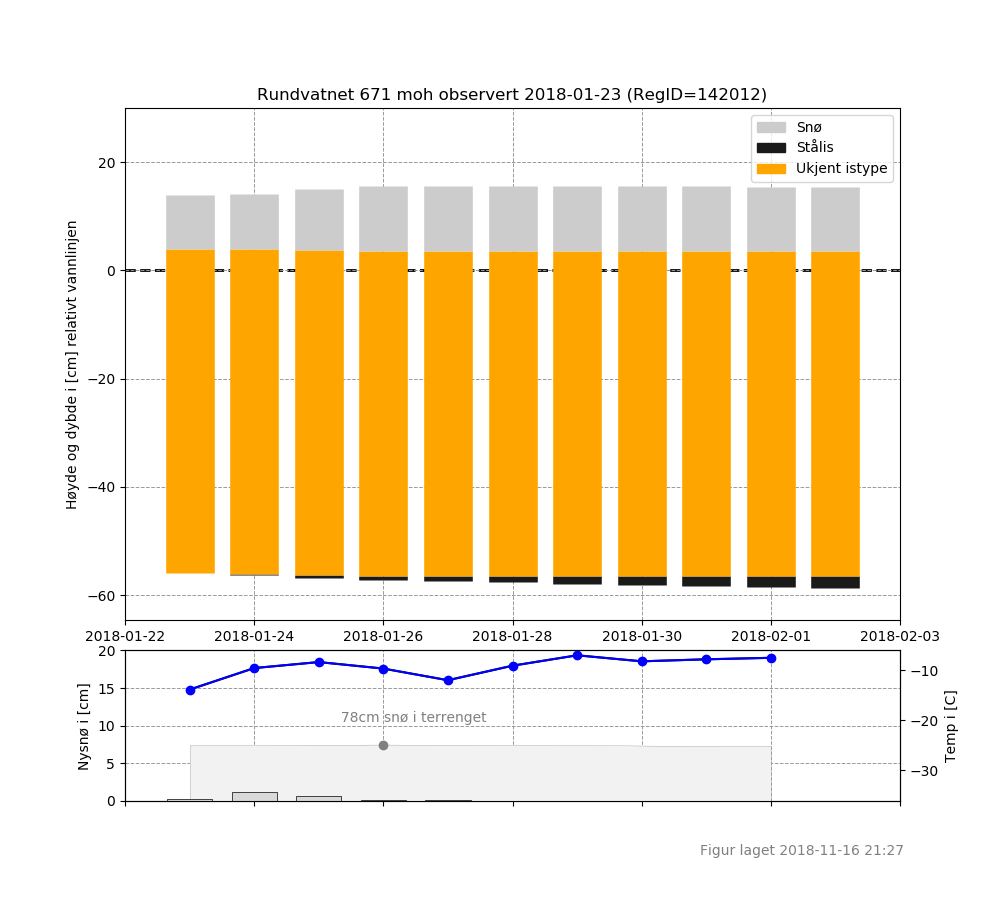 Rundvatnet 671 moh observert 2018-01-23 (RegID=142012)
Snø
Stålis
Ukjent istype
Høyde og dybde i [cm] relativt vannlinjen
20
0
−20
−40
−60
2018-01-22 2018-01-24 2018-01-26 2018-01-28 2018-01-30 2018-02-01 2018-02-03
Nysnø i [cm]
20
15
10
5
0
78cm snø i terrenget
−10
−20
−30
Temp i [C]
Figur laget 2018-11-16 21:27